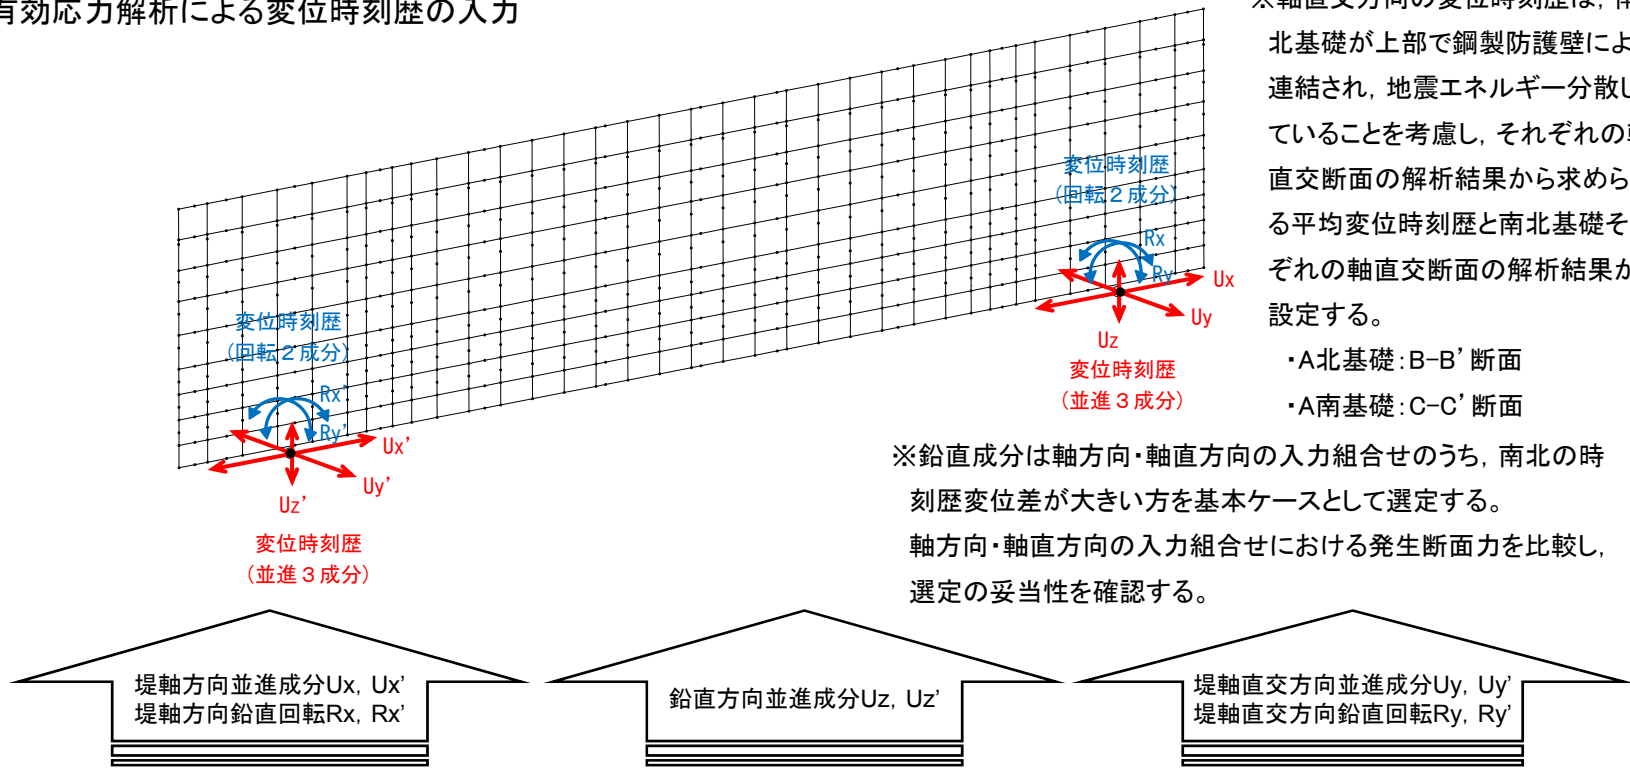 有効応力解析による変位時刻歴の入力
※軸直交方向の変位時刻歴は，
北基礎が上部で鋼製防護壁によ
連結され，地震エネルギー分散し
ていることを考慮し，それぞれの
直交断面の解析結果から求めら
る平均変位時刻歴と南北基礎そ
ぞれの軸直交断面の解析結果か
設定する。
・A北基礎：B-B’断面
・A南基礎：C-C’断面
変位時刻歴
（回転２成分）
Rx
Ry
Ux
Uy
Uz
変位時刻歴
（並進３成分）
変位時刻歴
（回転２成分）
Rx’
Ry’
Ux’
Uy’
Uz’
変位時刻歴
（並進３成分）
※鉛直成分は軸方向・軸直方向の入力組合せのうち，南北の時
刻歴変位差が大きい方を基本ケースとして選定する。
軸方向・軸直方向の入力組合せにおける発生断面力を比較し，
選定の妥当性を確認する。
堤軸方向並進成分Ux，Ux’
堤軸方向鉛直回転Rx，Rx’
鉛直方向並進成分Uz，Uz’
堤軸直交方向並進成分Uy，Uy’
堤軸直交方向鉛直回転Ry，Ry’